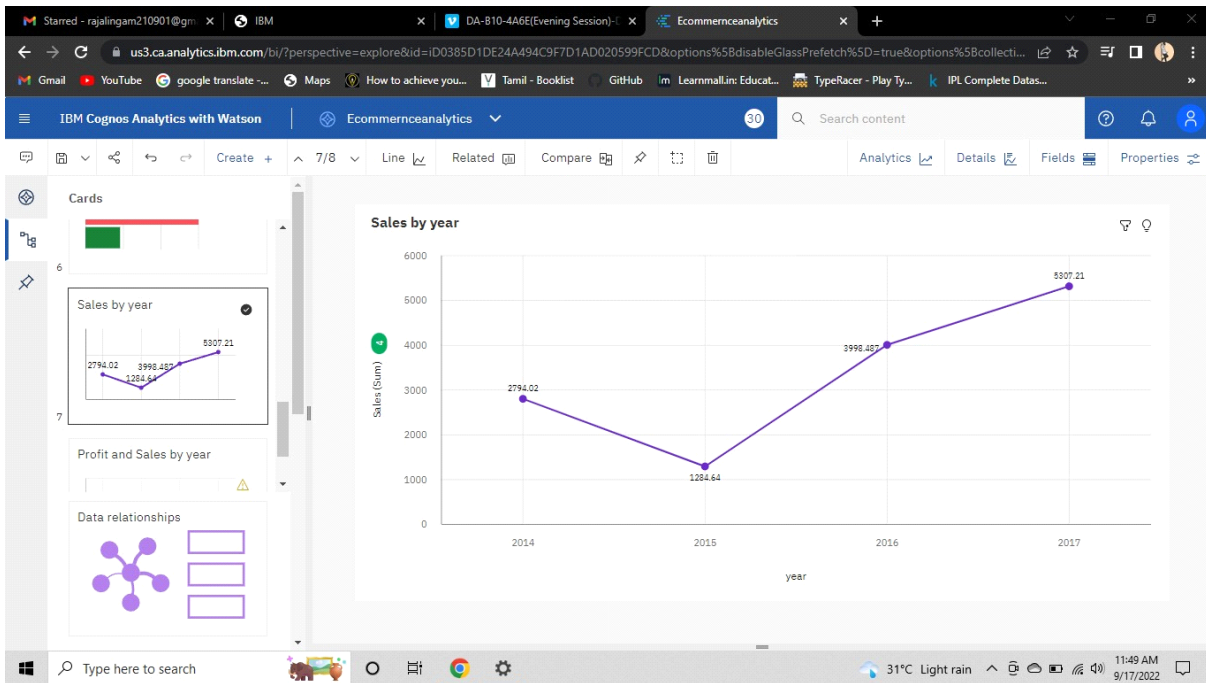 Starred - rajalingam210901@gm
IBM
DA-B10-4A6E(Evening Session)-
Ecommernceanalytics
us3.ca.analytics.ibm.com/bi/?perspective=explore&id=iD0385D1DE24A494C9F7D1AD020599FCD&options%5BdisableGlassPrefetch%5D=true&options%5Bcollecti...
Gmail YouTube google translate -... Maps How to achieve you... Tamil - Booklist GitHub Learnmall.in: Educat... TypeRacer - Play Ty... IPL Complete Datas... »
IBM Cognos Analytics with Watson Ecommernceanalytics 30 Search content
Create + 7/8 Line Related Compare Analytics Details Fields Properties
Cards
6
Sales by year
5307.21
2794.02 3998.487
1284.64
7
Profit and Sales by year
Data relationships
Sales by year
6000
5307.21
5000
4000
3998.487
Sales (Sum)
3000
2794.02
2000
1000
1284.64
0
2014 2015 2016 2017
year
Type here to search
31°C Light rain
11:49 AM
9/17/2022